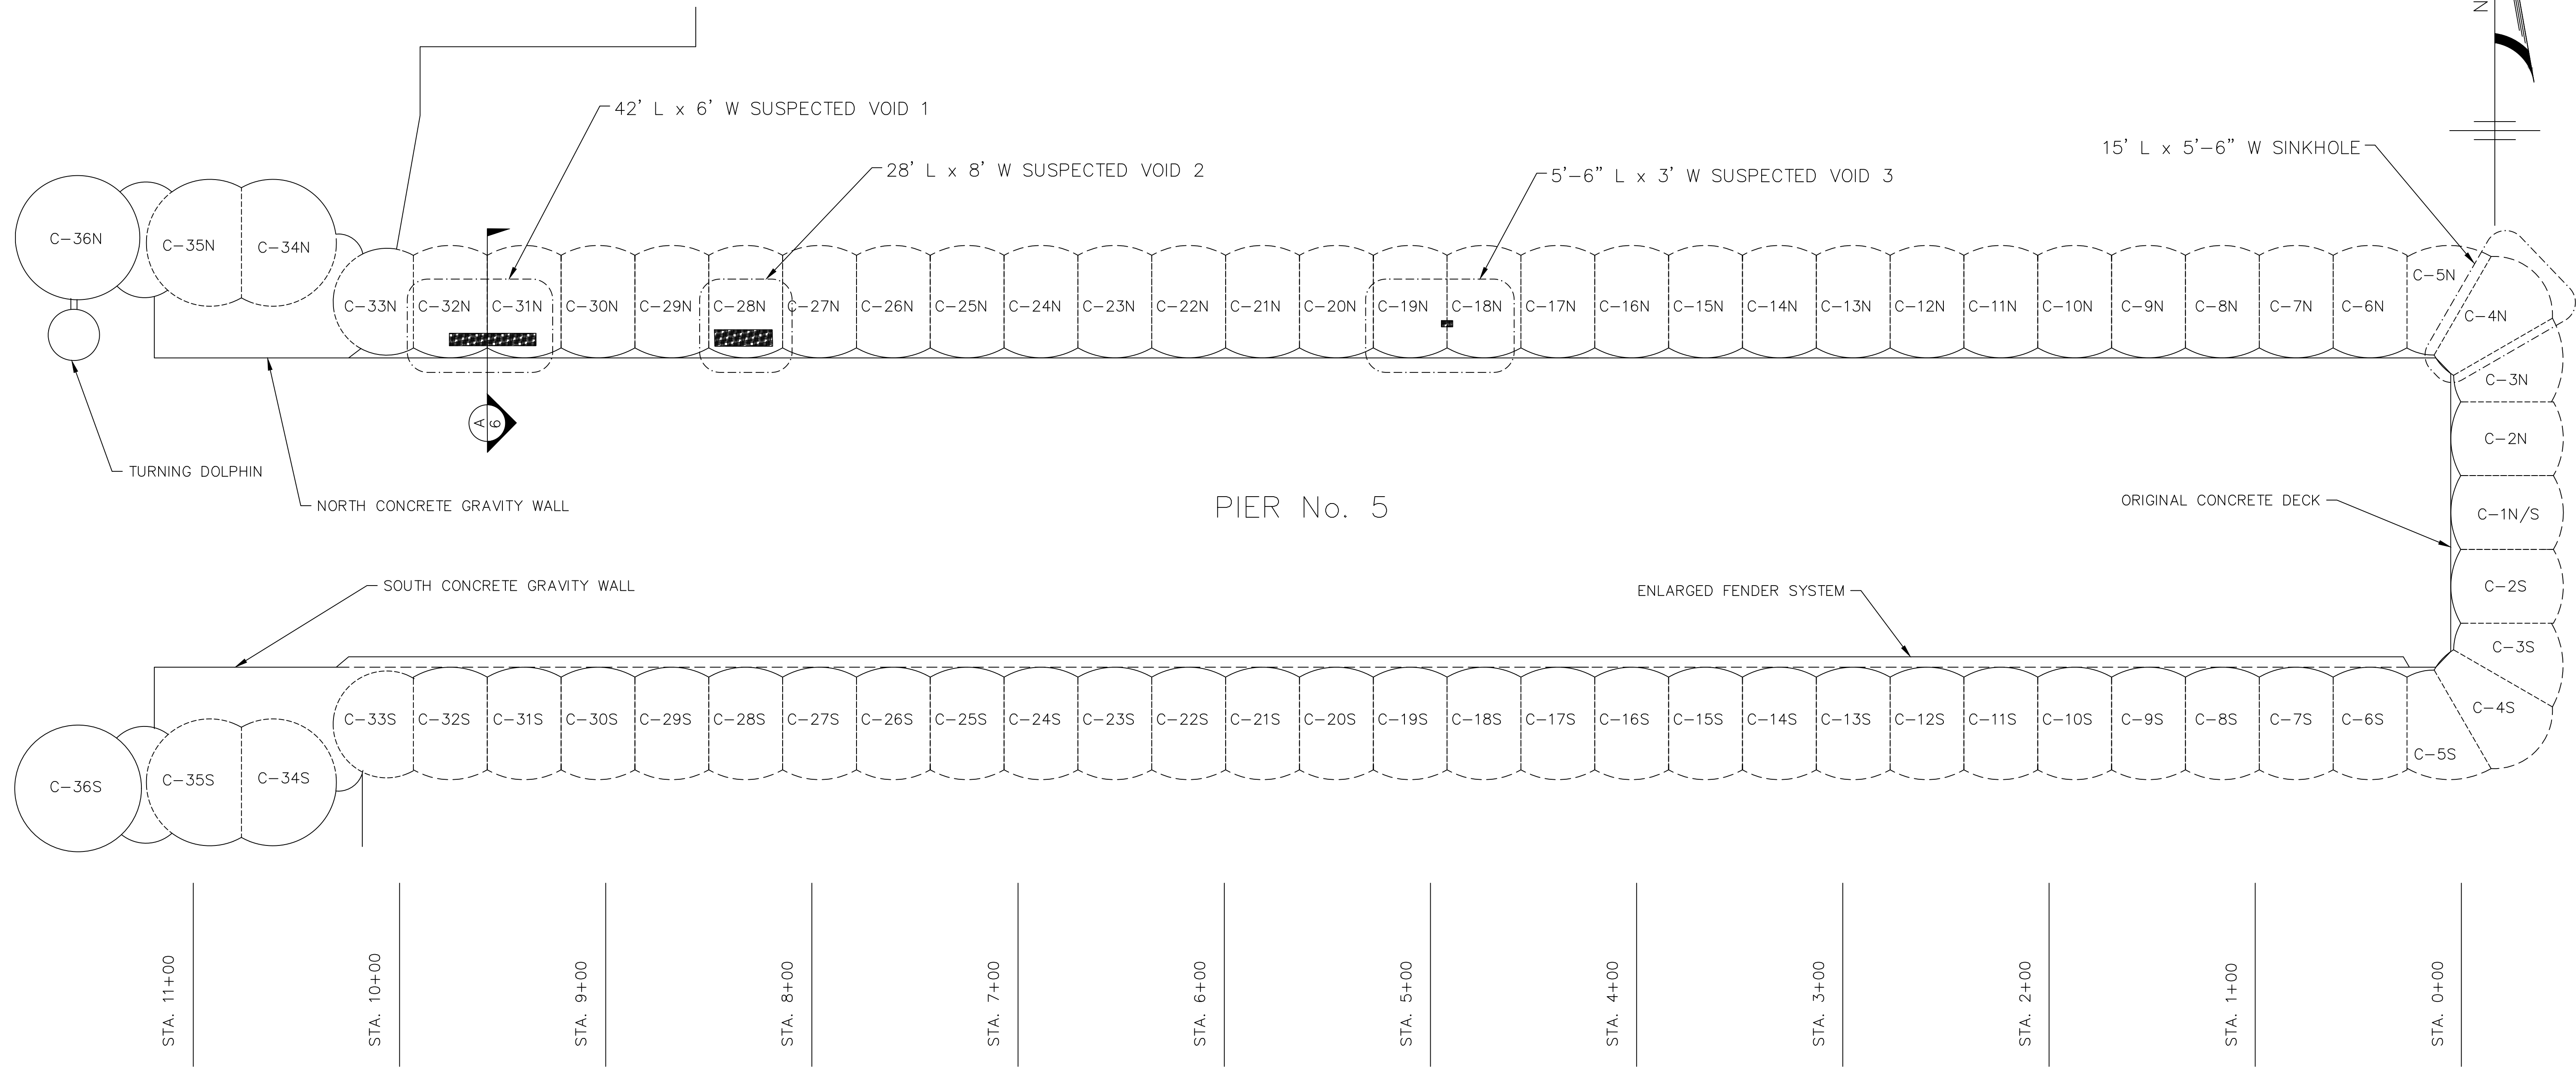 N
42' L x 6' W SUSPECTED VOID 1
28' L x 8' W SUSPECTED VOID 2
5'-6" L x 3' W SUSPECTED VOID 3
15' L x 5'-6" W SINKHOLE
C-36N
C-35N
C-34N
C-33N
C-32N
C-31N
C-30N
C-29N
C-28N
C-27N
C-26N
C-25N
C-24N
C-23N
C-22N
C-21N
C-20N
C-19N
C-18N
C-17N
C-16N
C-15N
C-14N
C-13N
C-12N
C-11N
C-10N
C-9N
C-8N
C-7N
C-6N
C-5N
C-4N
C-3N
C-2N
C-1N/S
C-2S
C-3S
C-4S
C-5S
A
6
TURNING DOLPHIN
NORTH CONCRETE GRAVITY WALL
PIER No. 5
ORIGINAL CONCRETE DECK
SOUTH CONCRETE GRAVITY WALL
ENLARGED FENDER SYSTEM
C-36S
C-35S
C-34S
C-33S
C-32S
C-31S
C-30S
C-29S
C-28S
C-27S
C-26S
C-25S
C-24S
C-23S
C-22S
C-21S
C-20S
C-19S
C-18S
C-17S
C-16S
C-15S
C-14S
C-13S
C-12S
C-11S
C-10S
C-9S
C-8S
C-7S
C-6S
STA. 11+00
STA. 10+00
STA. 9+00
STA. 8+00
STA. 7+00
STA. 6+00
STA. 5+00
STA. 4+00
STA. 3+00
STA. 2+00
STA. 1+00
STA. 0+00